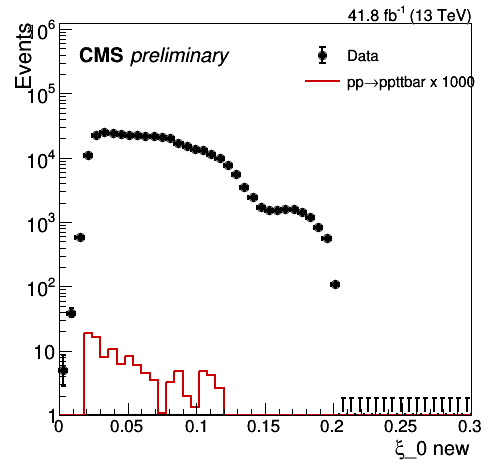 41.8 fb⁻¹ (13 TeV)
Events
CMS preliminary
Data
pp→ppttbar x 1000
10⁶
10⁵
10⁴
10³
10²
10
1
0 0.05 0.1 0.15 0.2 0.25 0.3
ξ_0 new